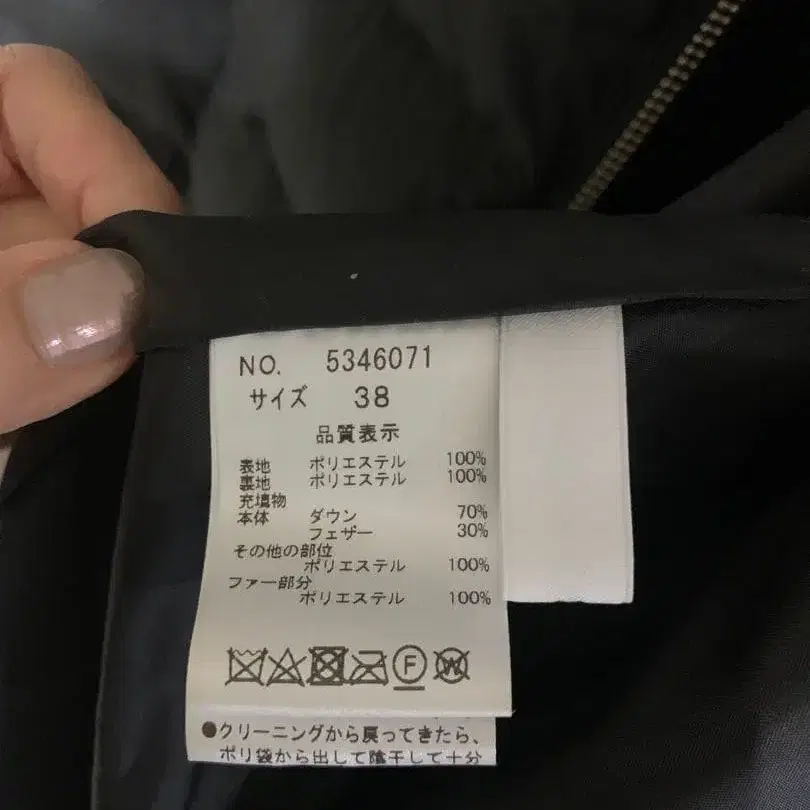 NO. 5346071
サイズ 38
品質表示
表地 ポリエステル 100%
裏地 ポリエステル 100%
充填物
本体 ダウン 70%
フェザー 30%
その他の部位
ポリエステル 100%
ファー部分
ポリエステル 100%
F W
●クリーニングから戻ってきたら、
ポリ袋から出して陰干して十分